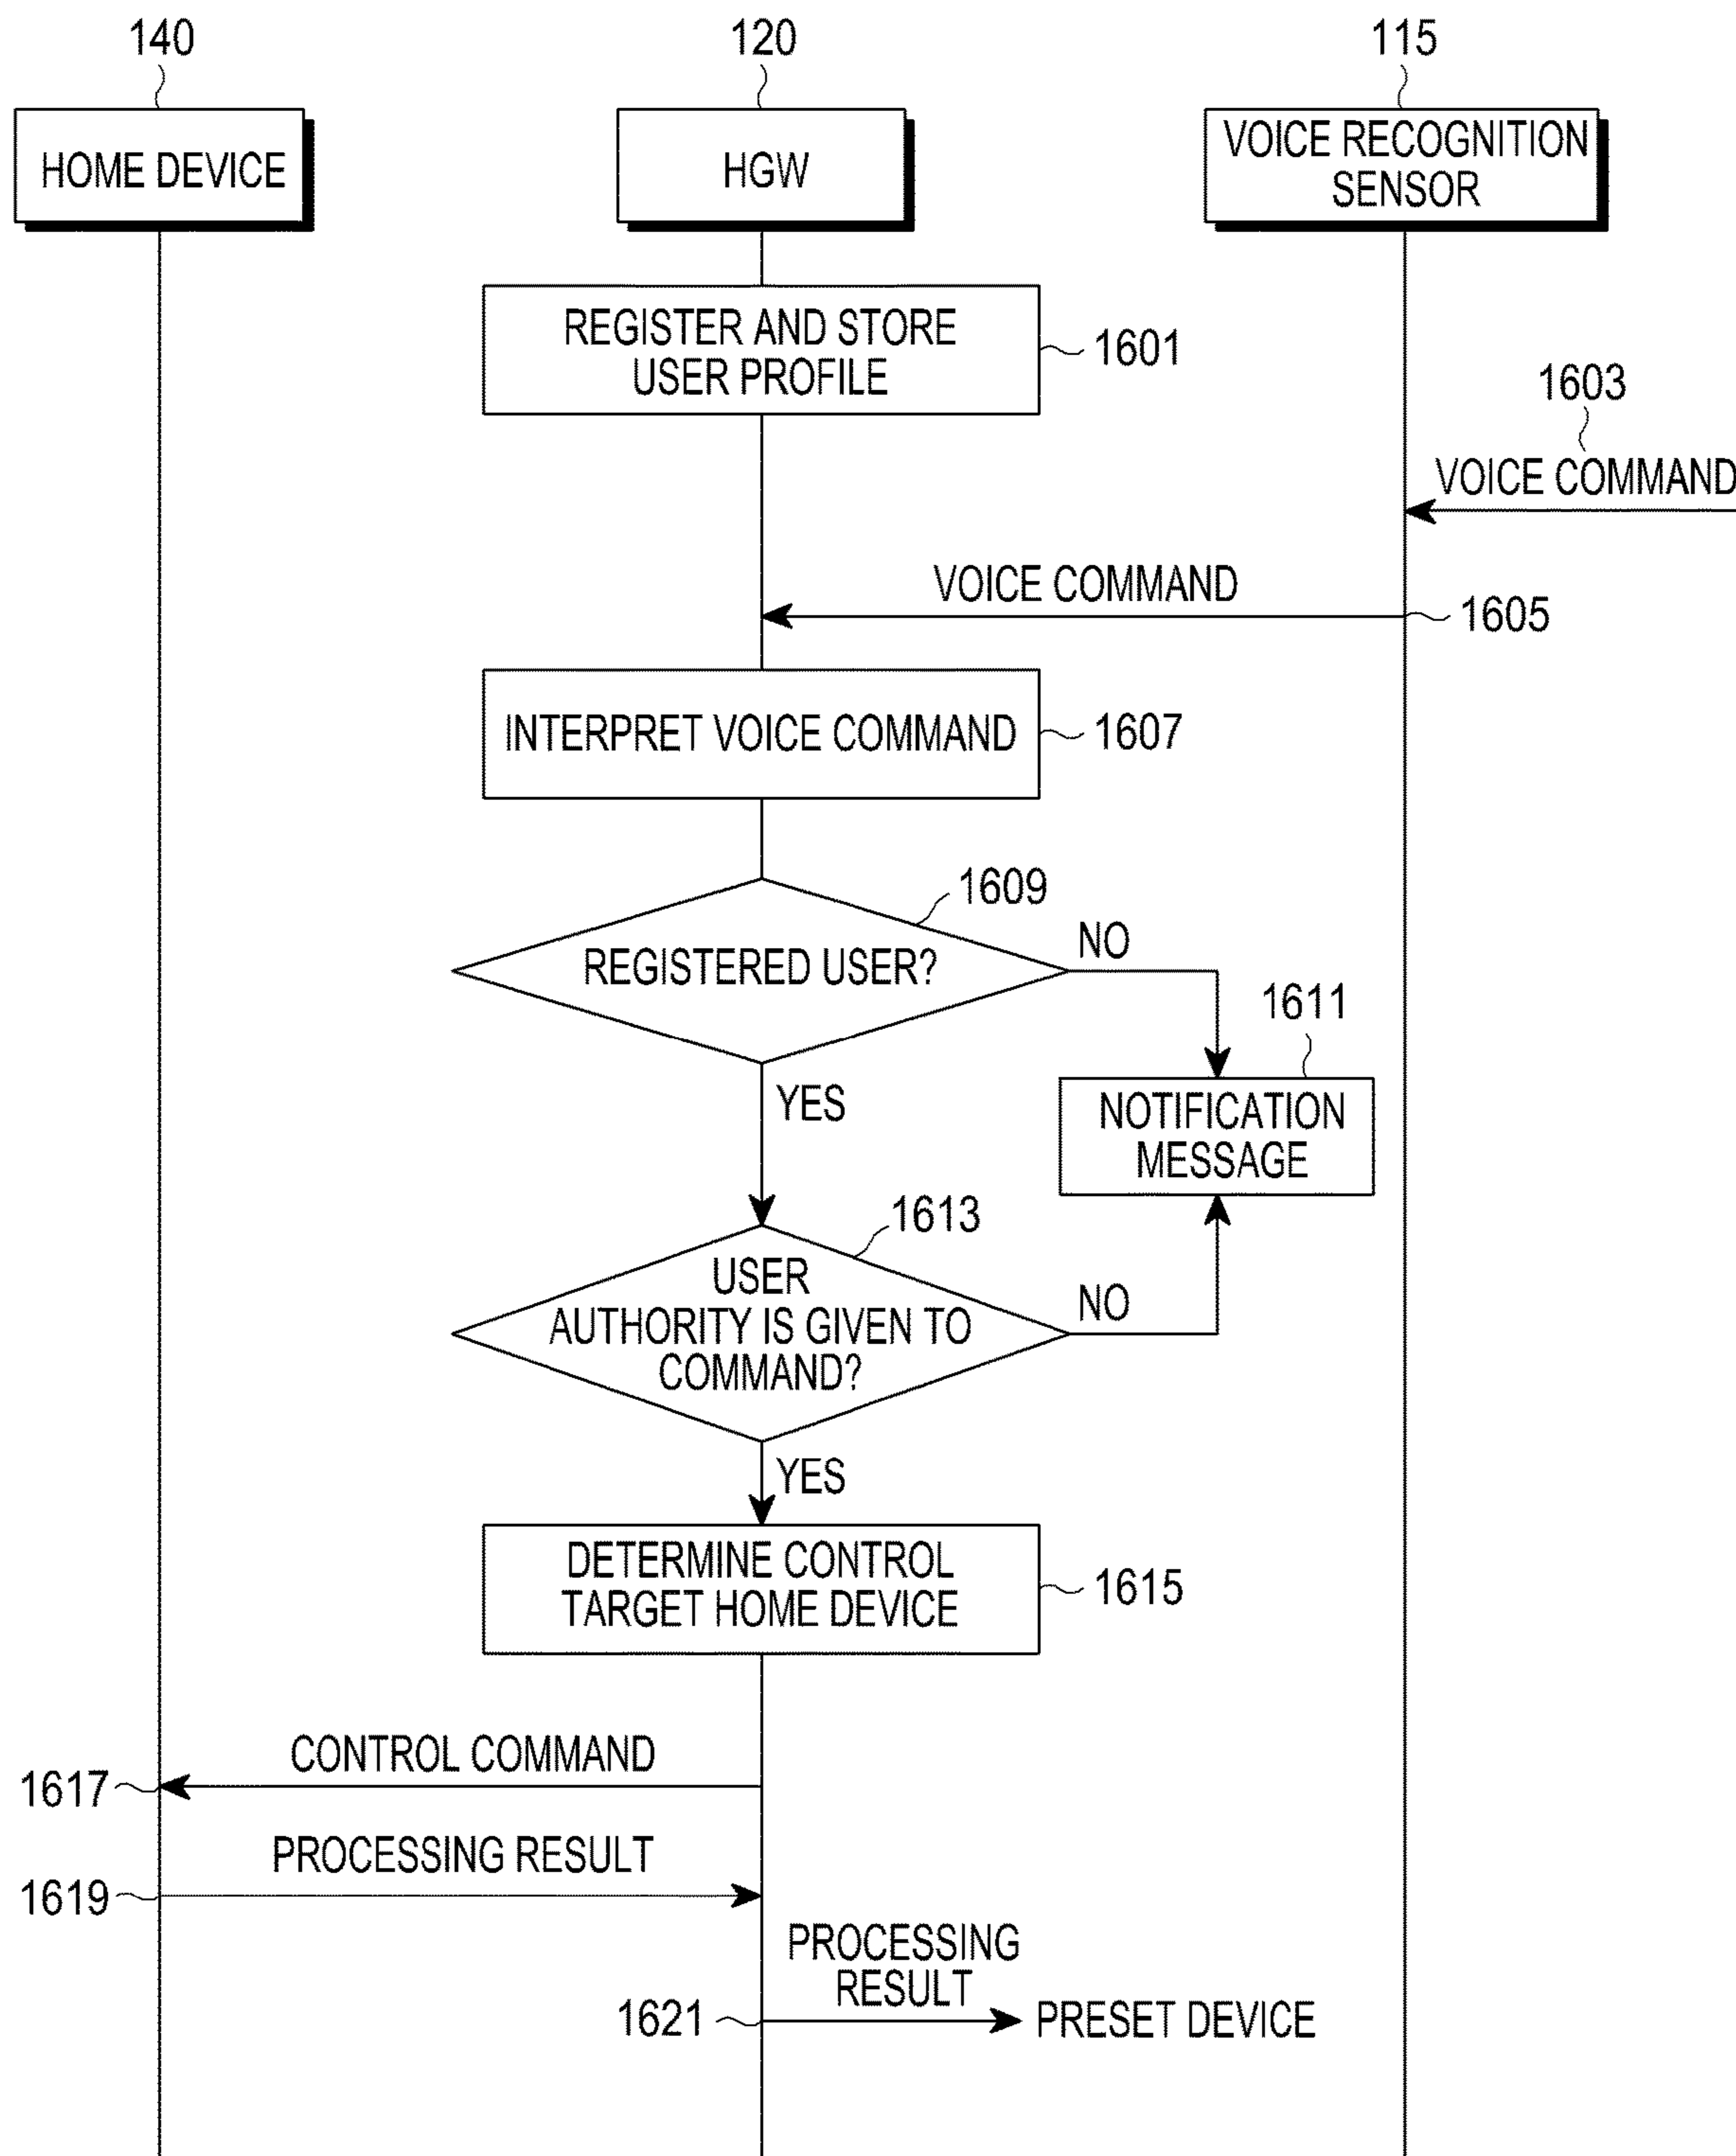 140
120
115
HOME DEVICE
HGW
VOICE RECOGNITION
SENSOR
REGISTER AND STORE
USER PROFILE
1601
1603
VOICE COMMAND
VOICE COMMAND
1605
INTERPRET VOICE COMMAND
1607
1609
REGISTERED USER?
NO
1611
YES
NOTIFICATION
MESSAGE
1613
USER
AUTHORITY IS GIVEN TO
COMMAND?
NO
YES
DETERMINE CONTROL
TARGET HOME DEVICE
1615
CONTROL COMMAND
1617
PROCESSING RESULT
1619
PROCESSING
RESULT
1621
PRESET DEVICE